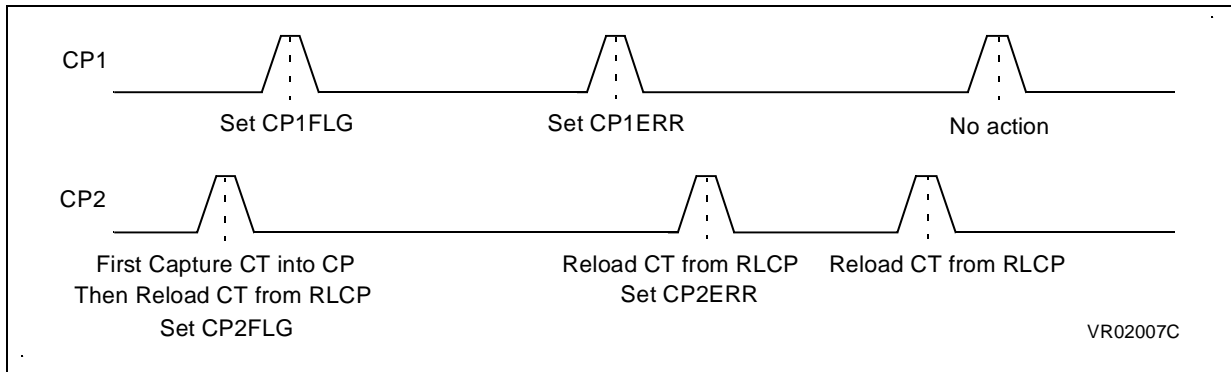 CP1
Set CP1FLG
Set CP1ERR
No action
CP2
First Capture CT into CP
Then Reload CT from RLCP
Set CP2FLG
Reload CT from RLCP
Set CP2ERR
Reload CT from RLCP
VR02007C